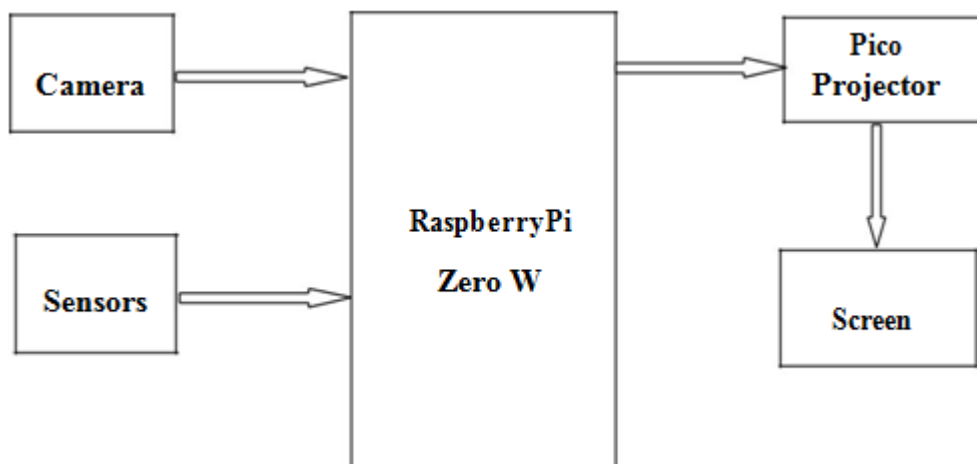 Camera
Sensors
RaspberryPi
Zero W
Pico
Projector
Screen